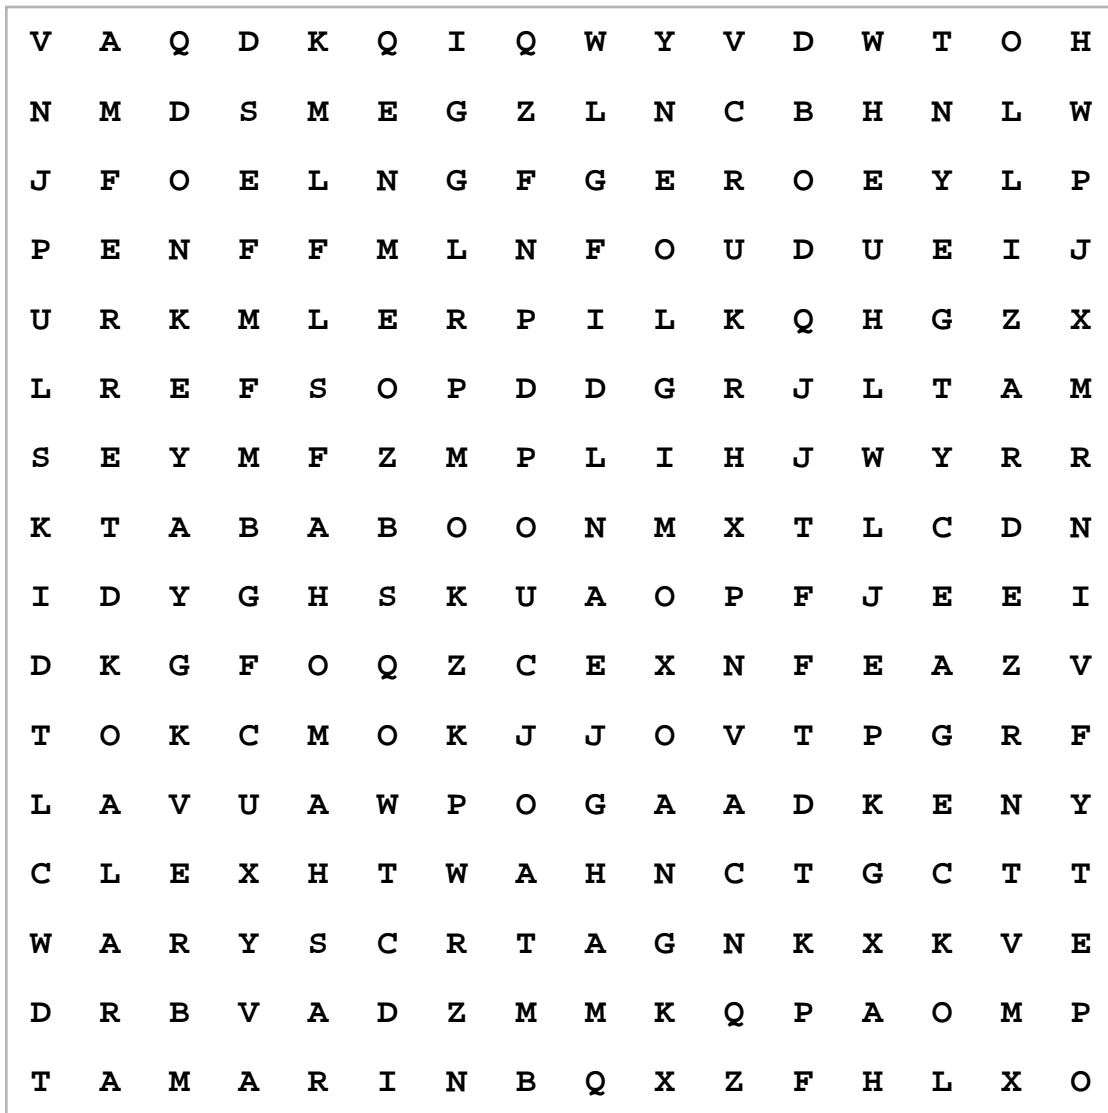 V A Q D K Q I Q W Y V D W T O H
N M D S M E G Z L N C B H N L W
J F O E L N G F G E R O E Y L P
P E N F F M L N F O U D U E I J
U R K M L E R P I L K Q H G Z X
L R E F S O P D D G R J L T A M
S E Y M F Z M P L I H J W Y R R
K T A B A B O O N M X T L C D N
I D Y G H S K U A O P F J E E I
D K G F O Q Z C E X N F E A Z V
T O K C M O K J J O V T P G R F
L A V U A W P O G A A D K E N Y
C L E X H T W A H N C T G C T T
W A R Y S C R T A G N K X K V E
D R B V A D Z M M K Q P A O M P
T A M A R I N B Q X Z F H L X O